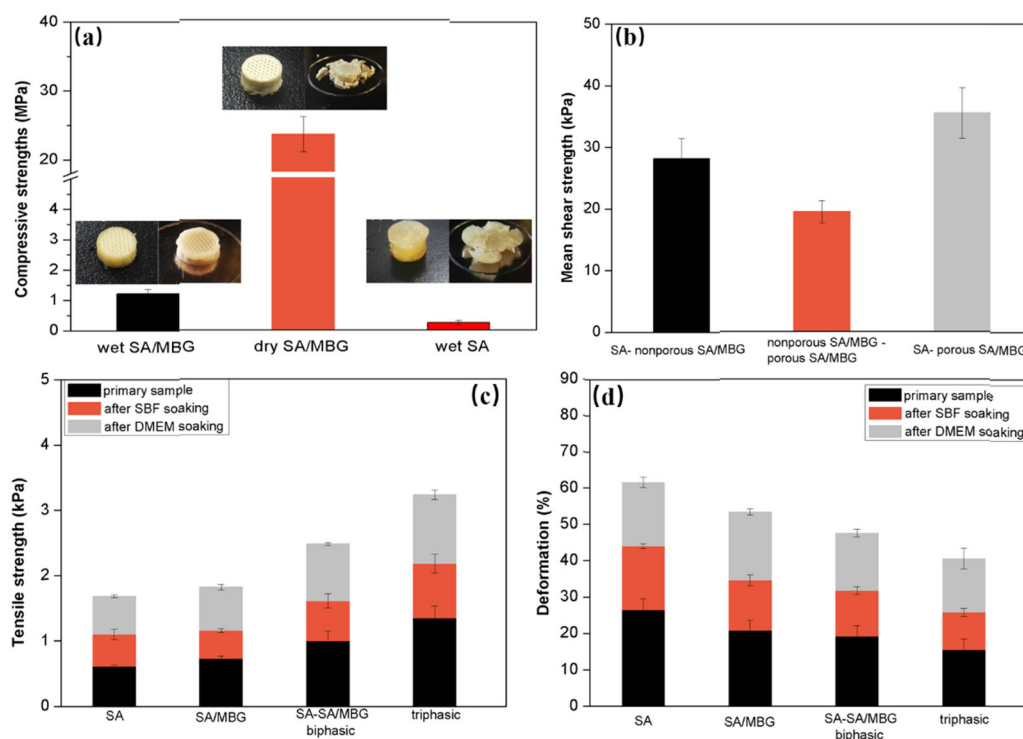 (a)
Compressive strengths (MPa)
40
30
20
4
3
2
1
0
wet SA/MBG
dry SA/MBG
wet SA
(b)
Mean shear strength (kPa)
50
40
30
20
10
0
SA- nonporous SA/MBG
nonporous SA/MBG -
porous SA/MBG
SA- porous SA/MBG
(c)
primary sample
after SBF soaking
after DMEM soaking
Tensile strength (kPa)
5
4
3
2
1
0
SA
SA/MBG
SA-SA/MBG
biphasic
triphasic
(d)
primary sample
after SBF soaking
after DMEM soaking
Deformation (%)
90
80
70
60
50
40
30
20
10
0
SA
SA/MBG
SA-SA/MBG
biphasic
triphasic